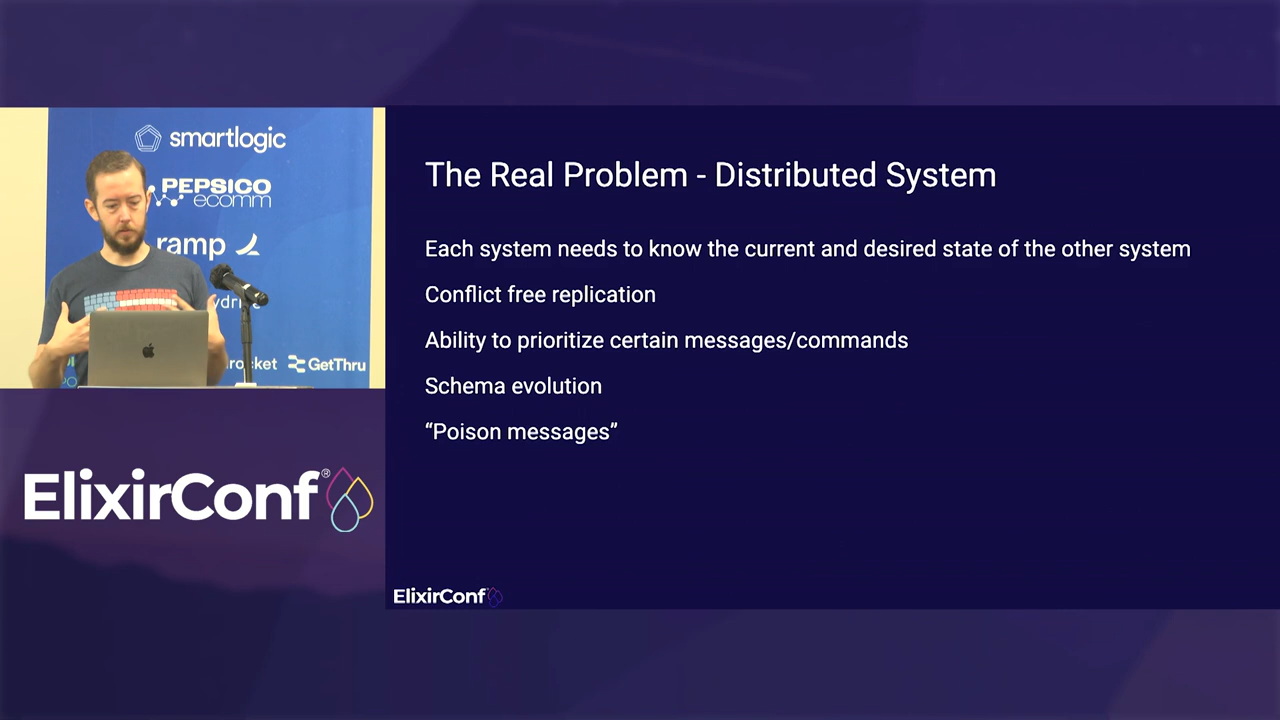 smartlogic
PEPSICO
ecomm
ramp
GetThru
The Real Problem - Distributed System
Each system needs to know the current and desired state of the other system
Conflict free replication
Ability to prioritize certain messages/commands
Schema evolution
“Poison messages”
ElixirConf®
ElixirConf